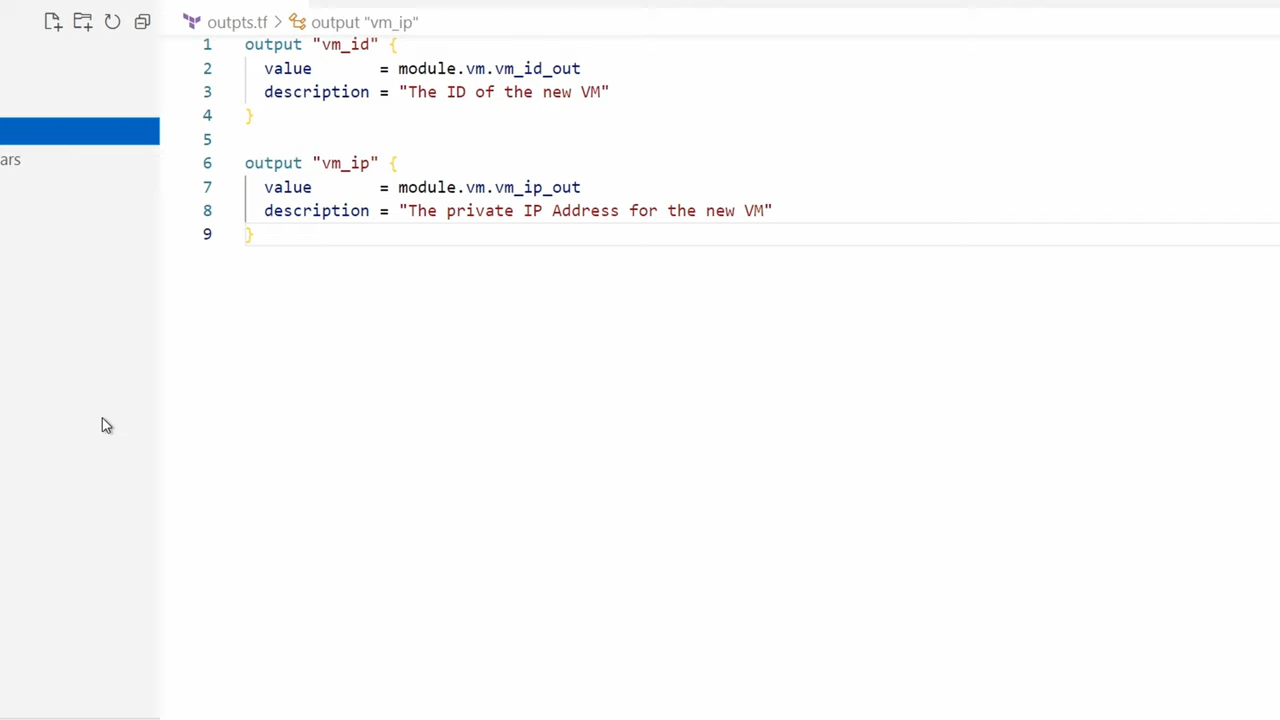 outpts.tf > output "vm_ip"
ars
1 output "vm_id" {
2   value       = module.vm.vm_id_out
3   description = "The ID of the new VM"
4 }
5
6 output "vm_ip" {
7   value       = module.vm.vm_ip_out
8   description = "The private IP Address for the new VM"
9 }